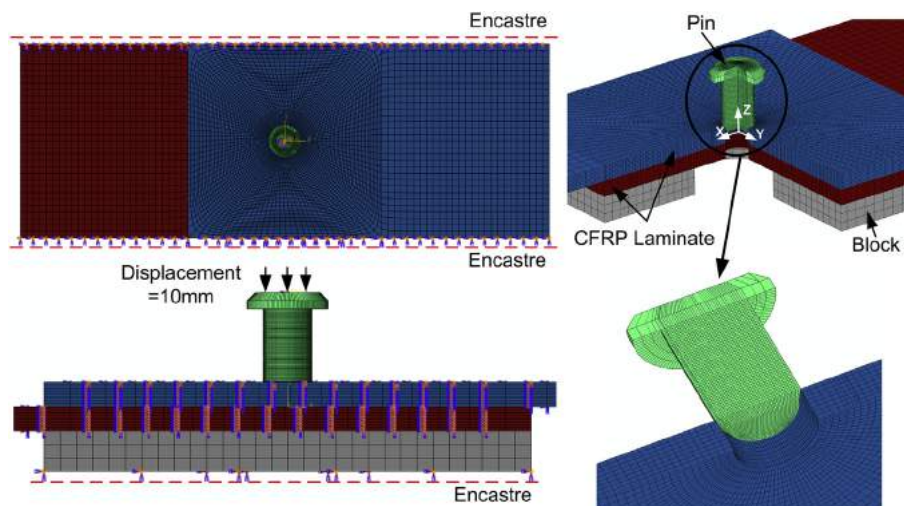 Encastre
Encastre
Displacement
=10mm
Encastre
Pin
Z
X
Y
CFRP Laminate
Block